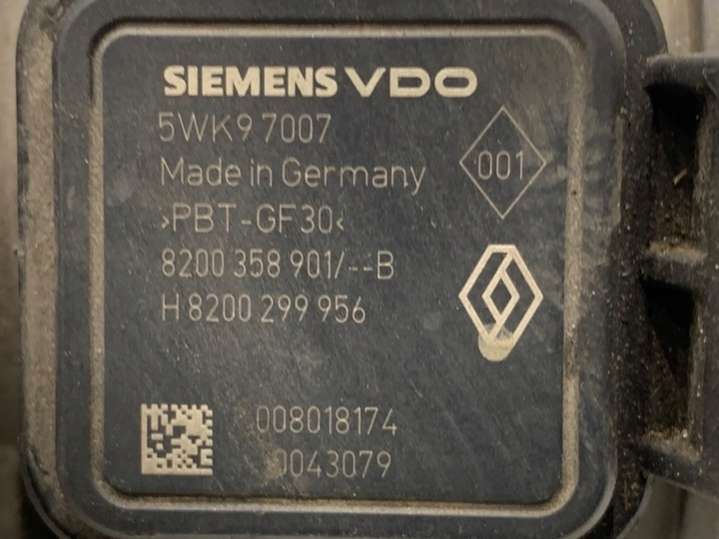 SIEMENS VDO
5WK9 7007
Made in Germany
001
>PBT-GF30<
8200 358 901/--B
H 8200 299 956
008018174
0043079